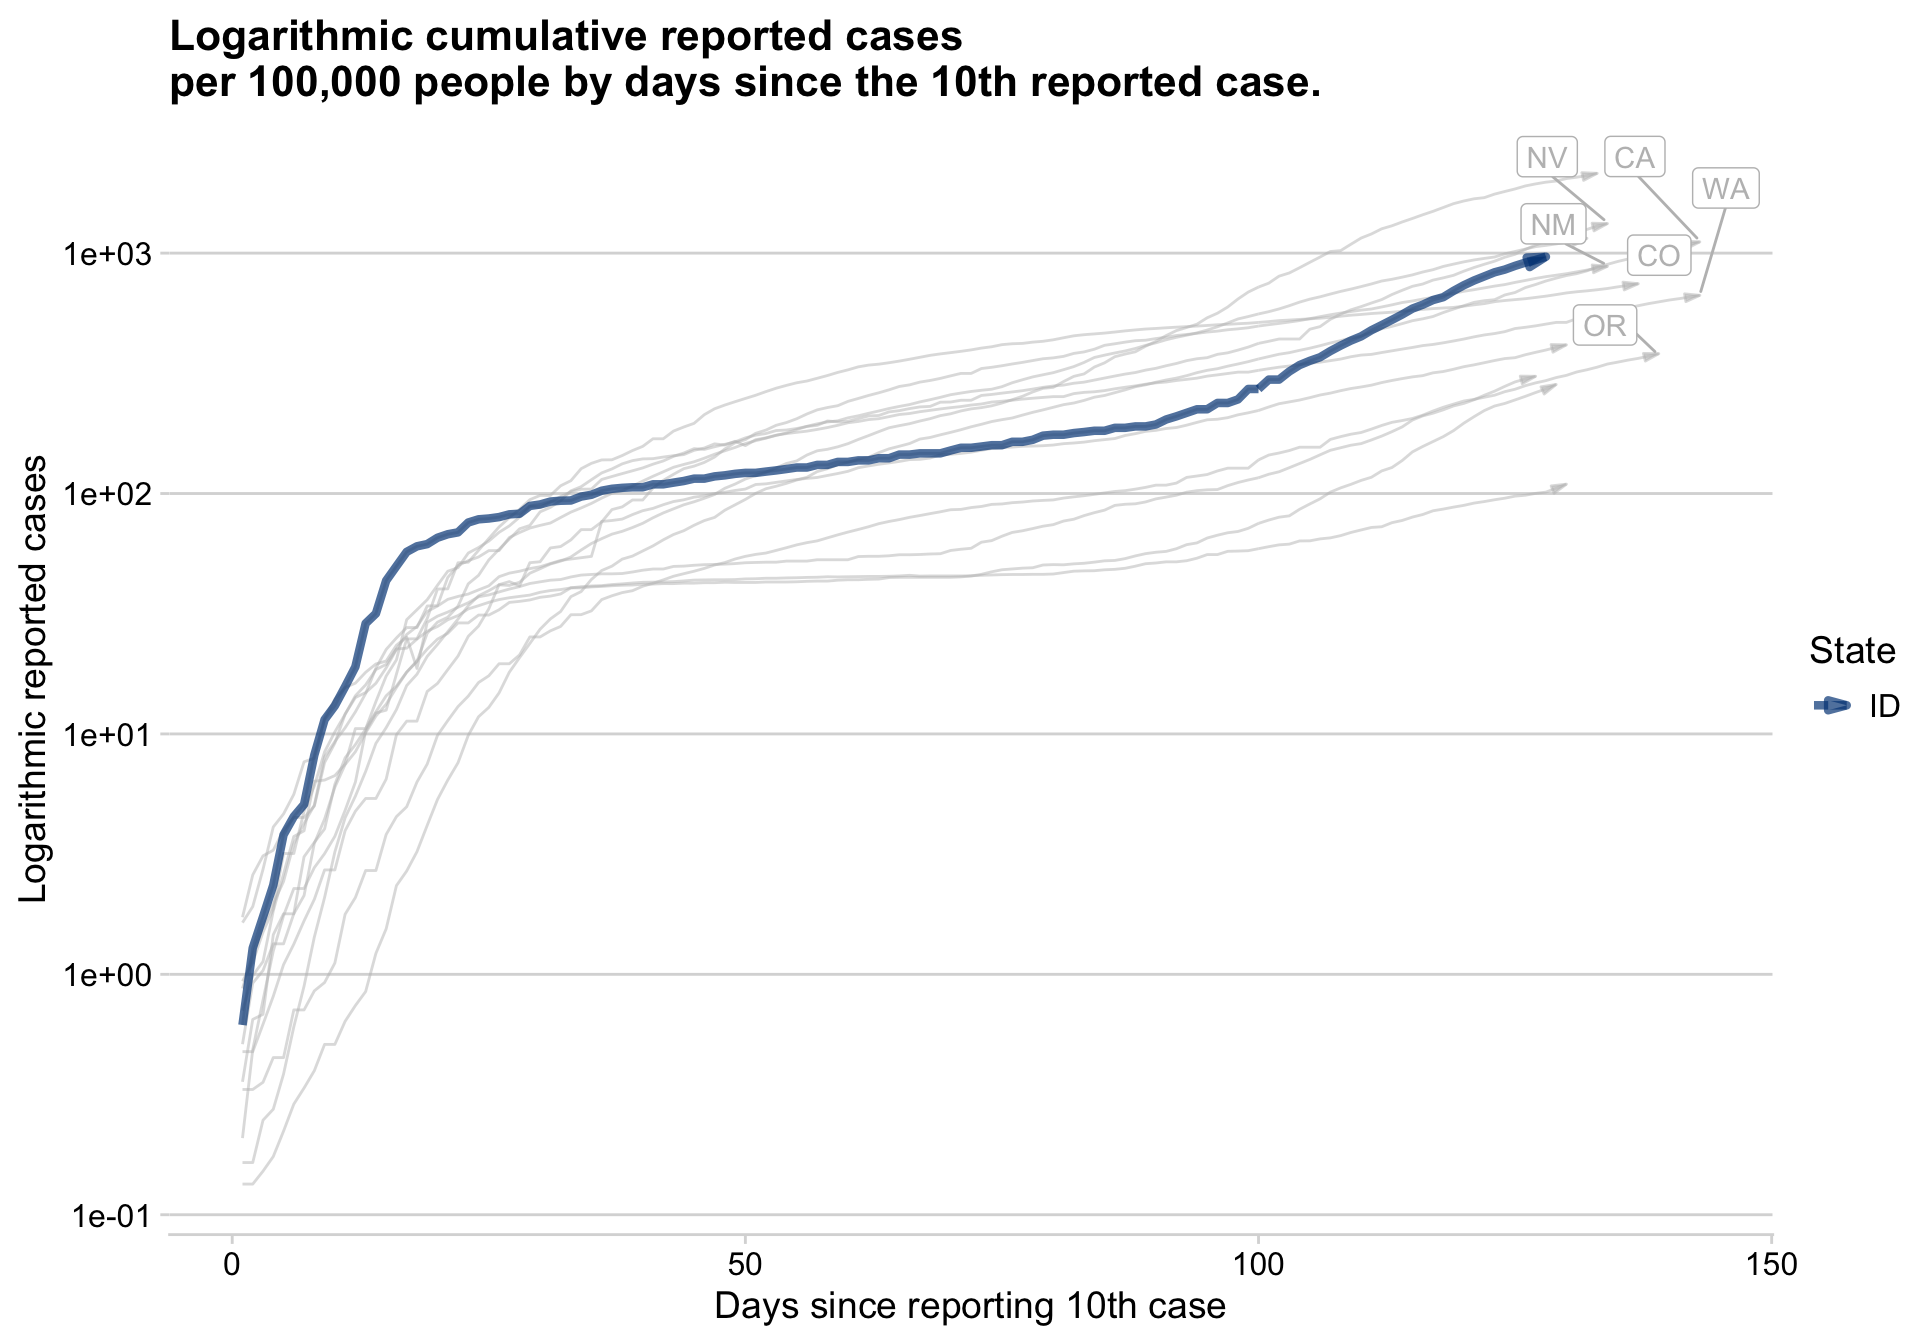 Logarithmic cumulative reported cases
per 100,000 people by days since the 10th reported case.
NV
CA
WA
NM
CO
OR
1e+03
1e+02
1e+01
1e+00
1e-01
Logarithmic reported cases
0
50
100
150
Days since reporting 10th case
State
ID